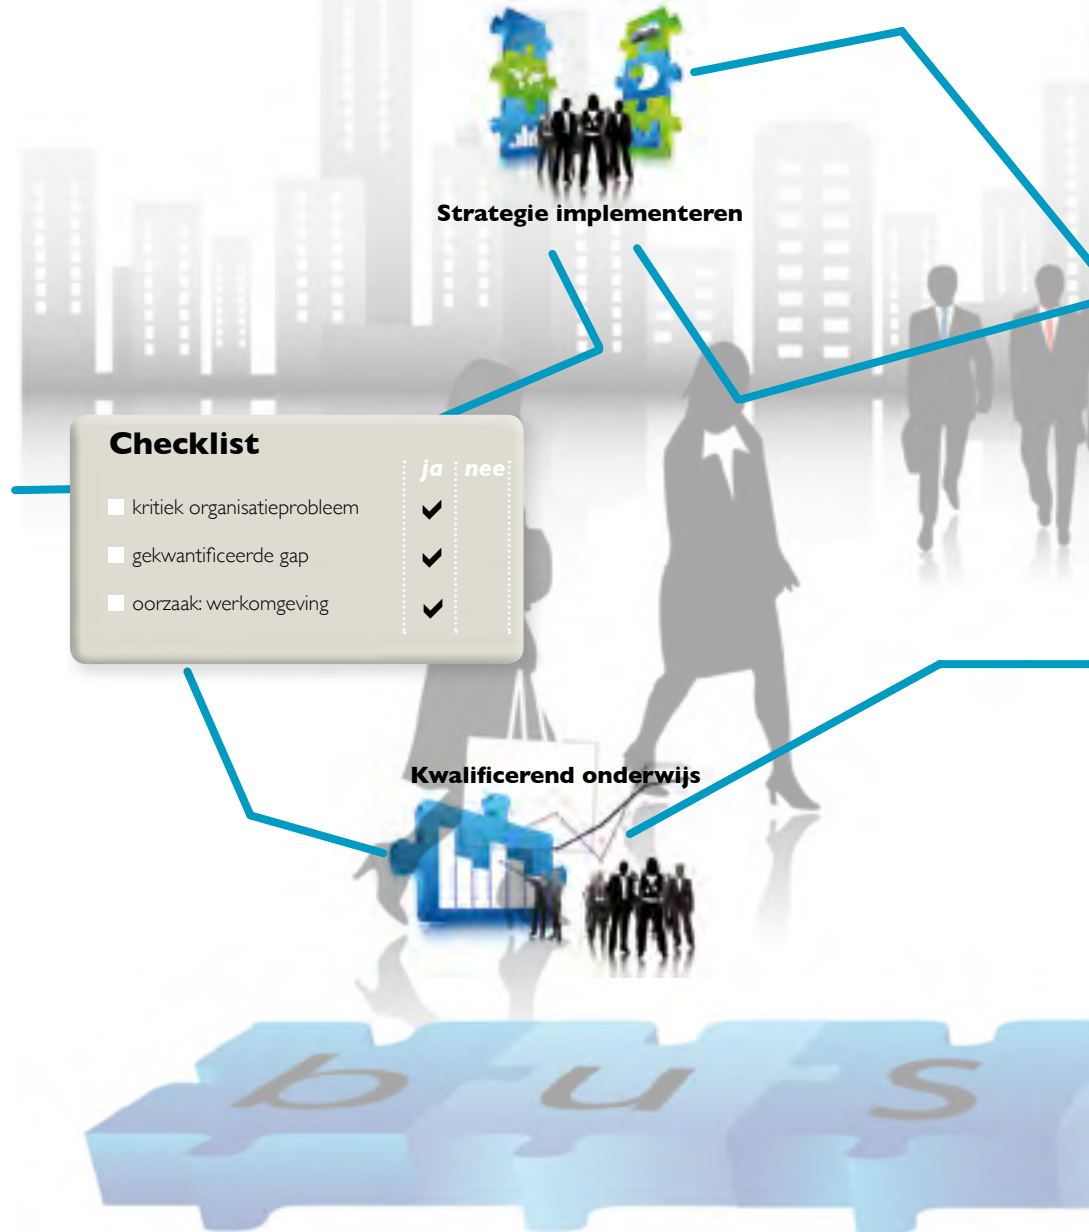 Strategie implementeren
Checklist
ja nee
kritiek organisatieprobleem ✔
gekwantificeerde gap ✔
oorzaak: werkomgeving ✔
Kwalificerend onderwijs
b u s